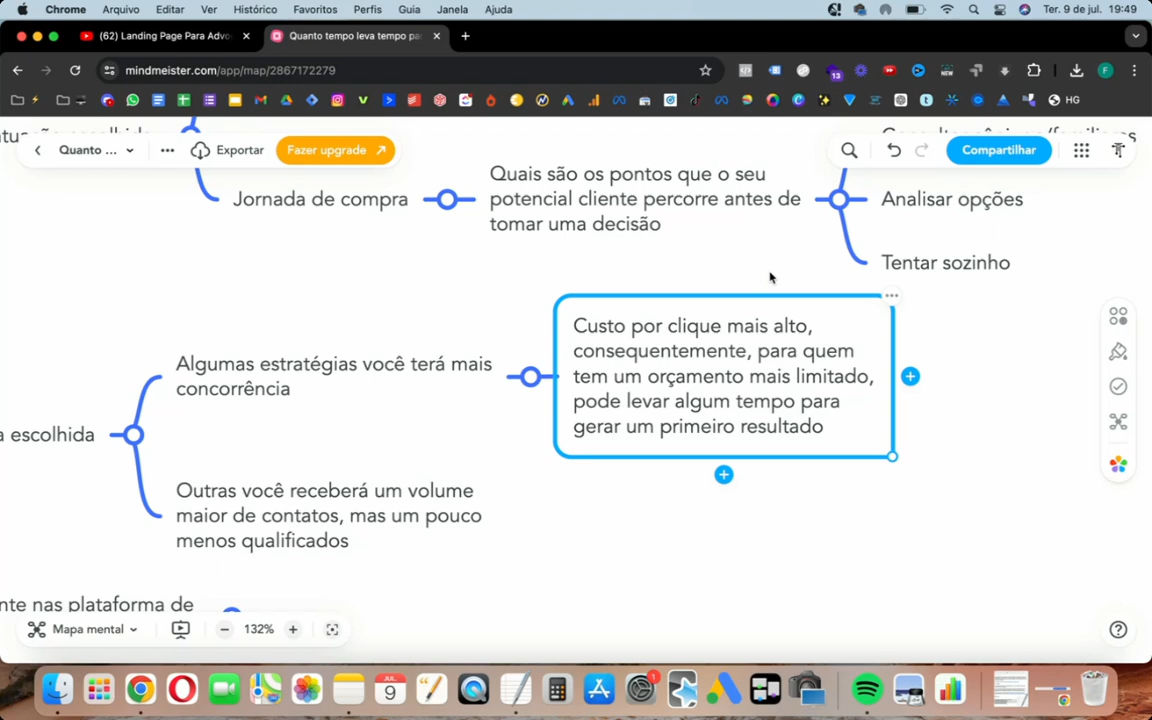 Chrome Arquivo Editar Ver Histórico Favoritos Perfis Guia Janela Ajuda Ter. 9 de jul. 19:49
(62) Landing Page Para Advo
Quanto tempo leva tempo pa
mindmeister.com/app/map/2867172279
13
NEW
HG
Quanto ...
Exportar
Fazer upgrade
Compartilhar
Jornada de compra
Quais são os pontos que o seu
potencial cliente percorre antes de
tomar uma decisão
Analisar opções
Tentar sozinho
Algumas estratégias você terá mais
concorrência
Custo por clique mais alto,
consequentemente, para quem
tem um orçamento mais limitado,
pode levar algum tempo para
gerar um primeiro resultado
a escolhida
Outras você receberá um volume
maior de contatos, mas um pouco
menos qualificados
nte nas plataforma de
Mapa mental
132%
JUL.
9
1